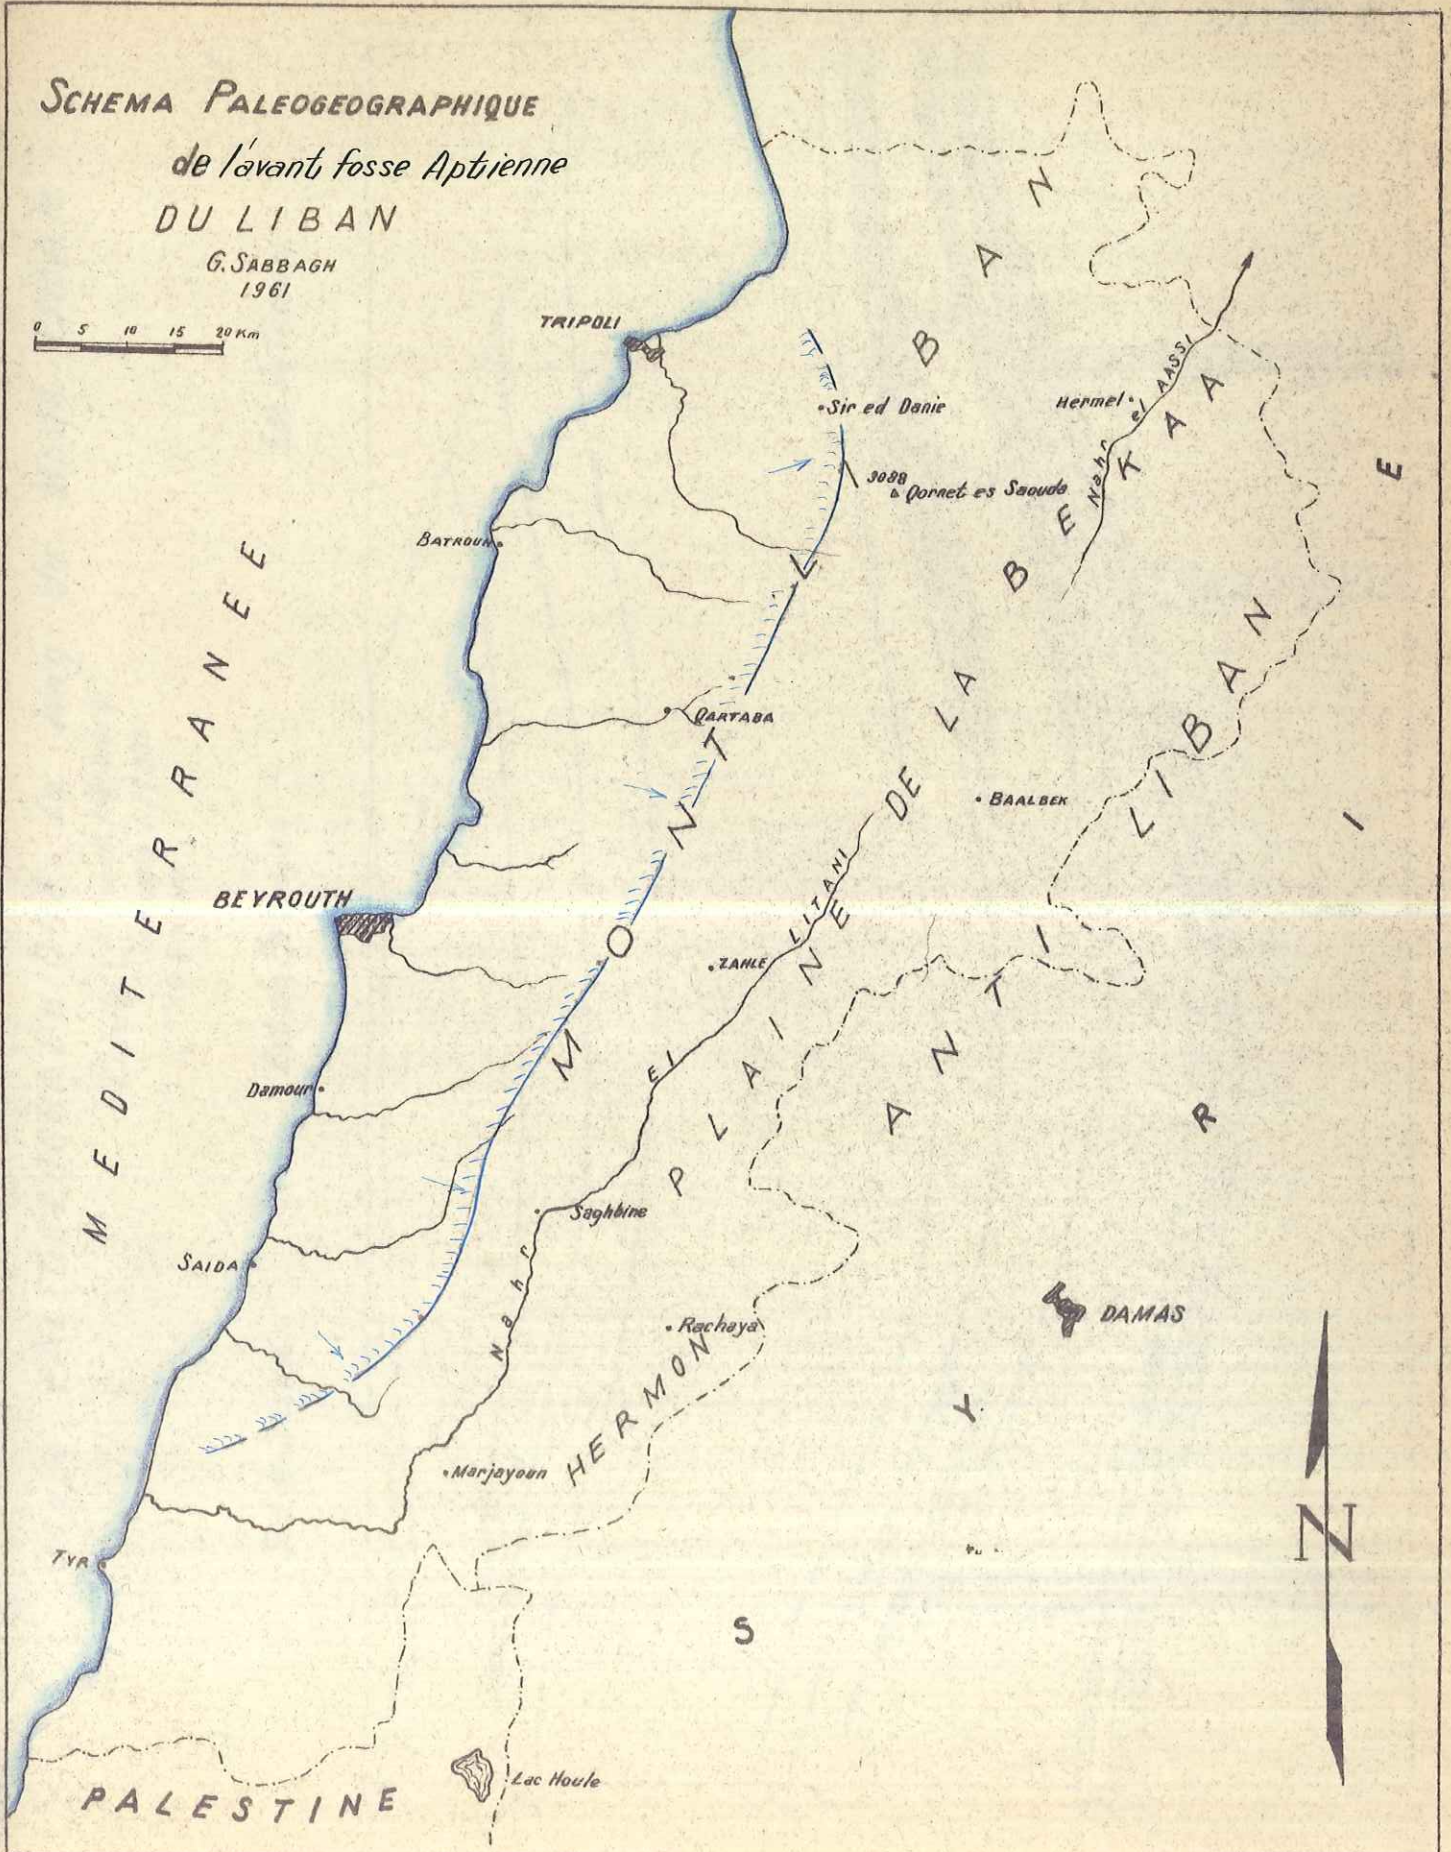 SCHEMA PALEOGEOGRAPHIQUE
de l'avant fosse Aptienne
DU LIBAN
G. SABBAGH
1961
0 5 10 15 20 Km
TRIPOLI
Sir ed Danie
Hermel
Nahr el AASSI
3088
Qornet es Saouda
BATROUN
QARTABA
BAALBEK
BEYROUTH
ZAHLE
Nahr El LITANI
Damour
Saghbine
SAIDA
Rachaya
DAMAS
HERMON
Marjayoun
TYR
Lac Houle
PALESTINE
MEDITERRANEE
MONT LIBAN
PLAINE DE LA BEKAA
ANTI LIBAN
SYRIE
N